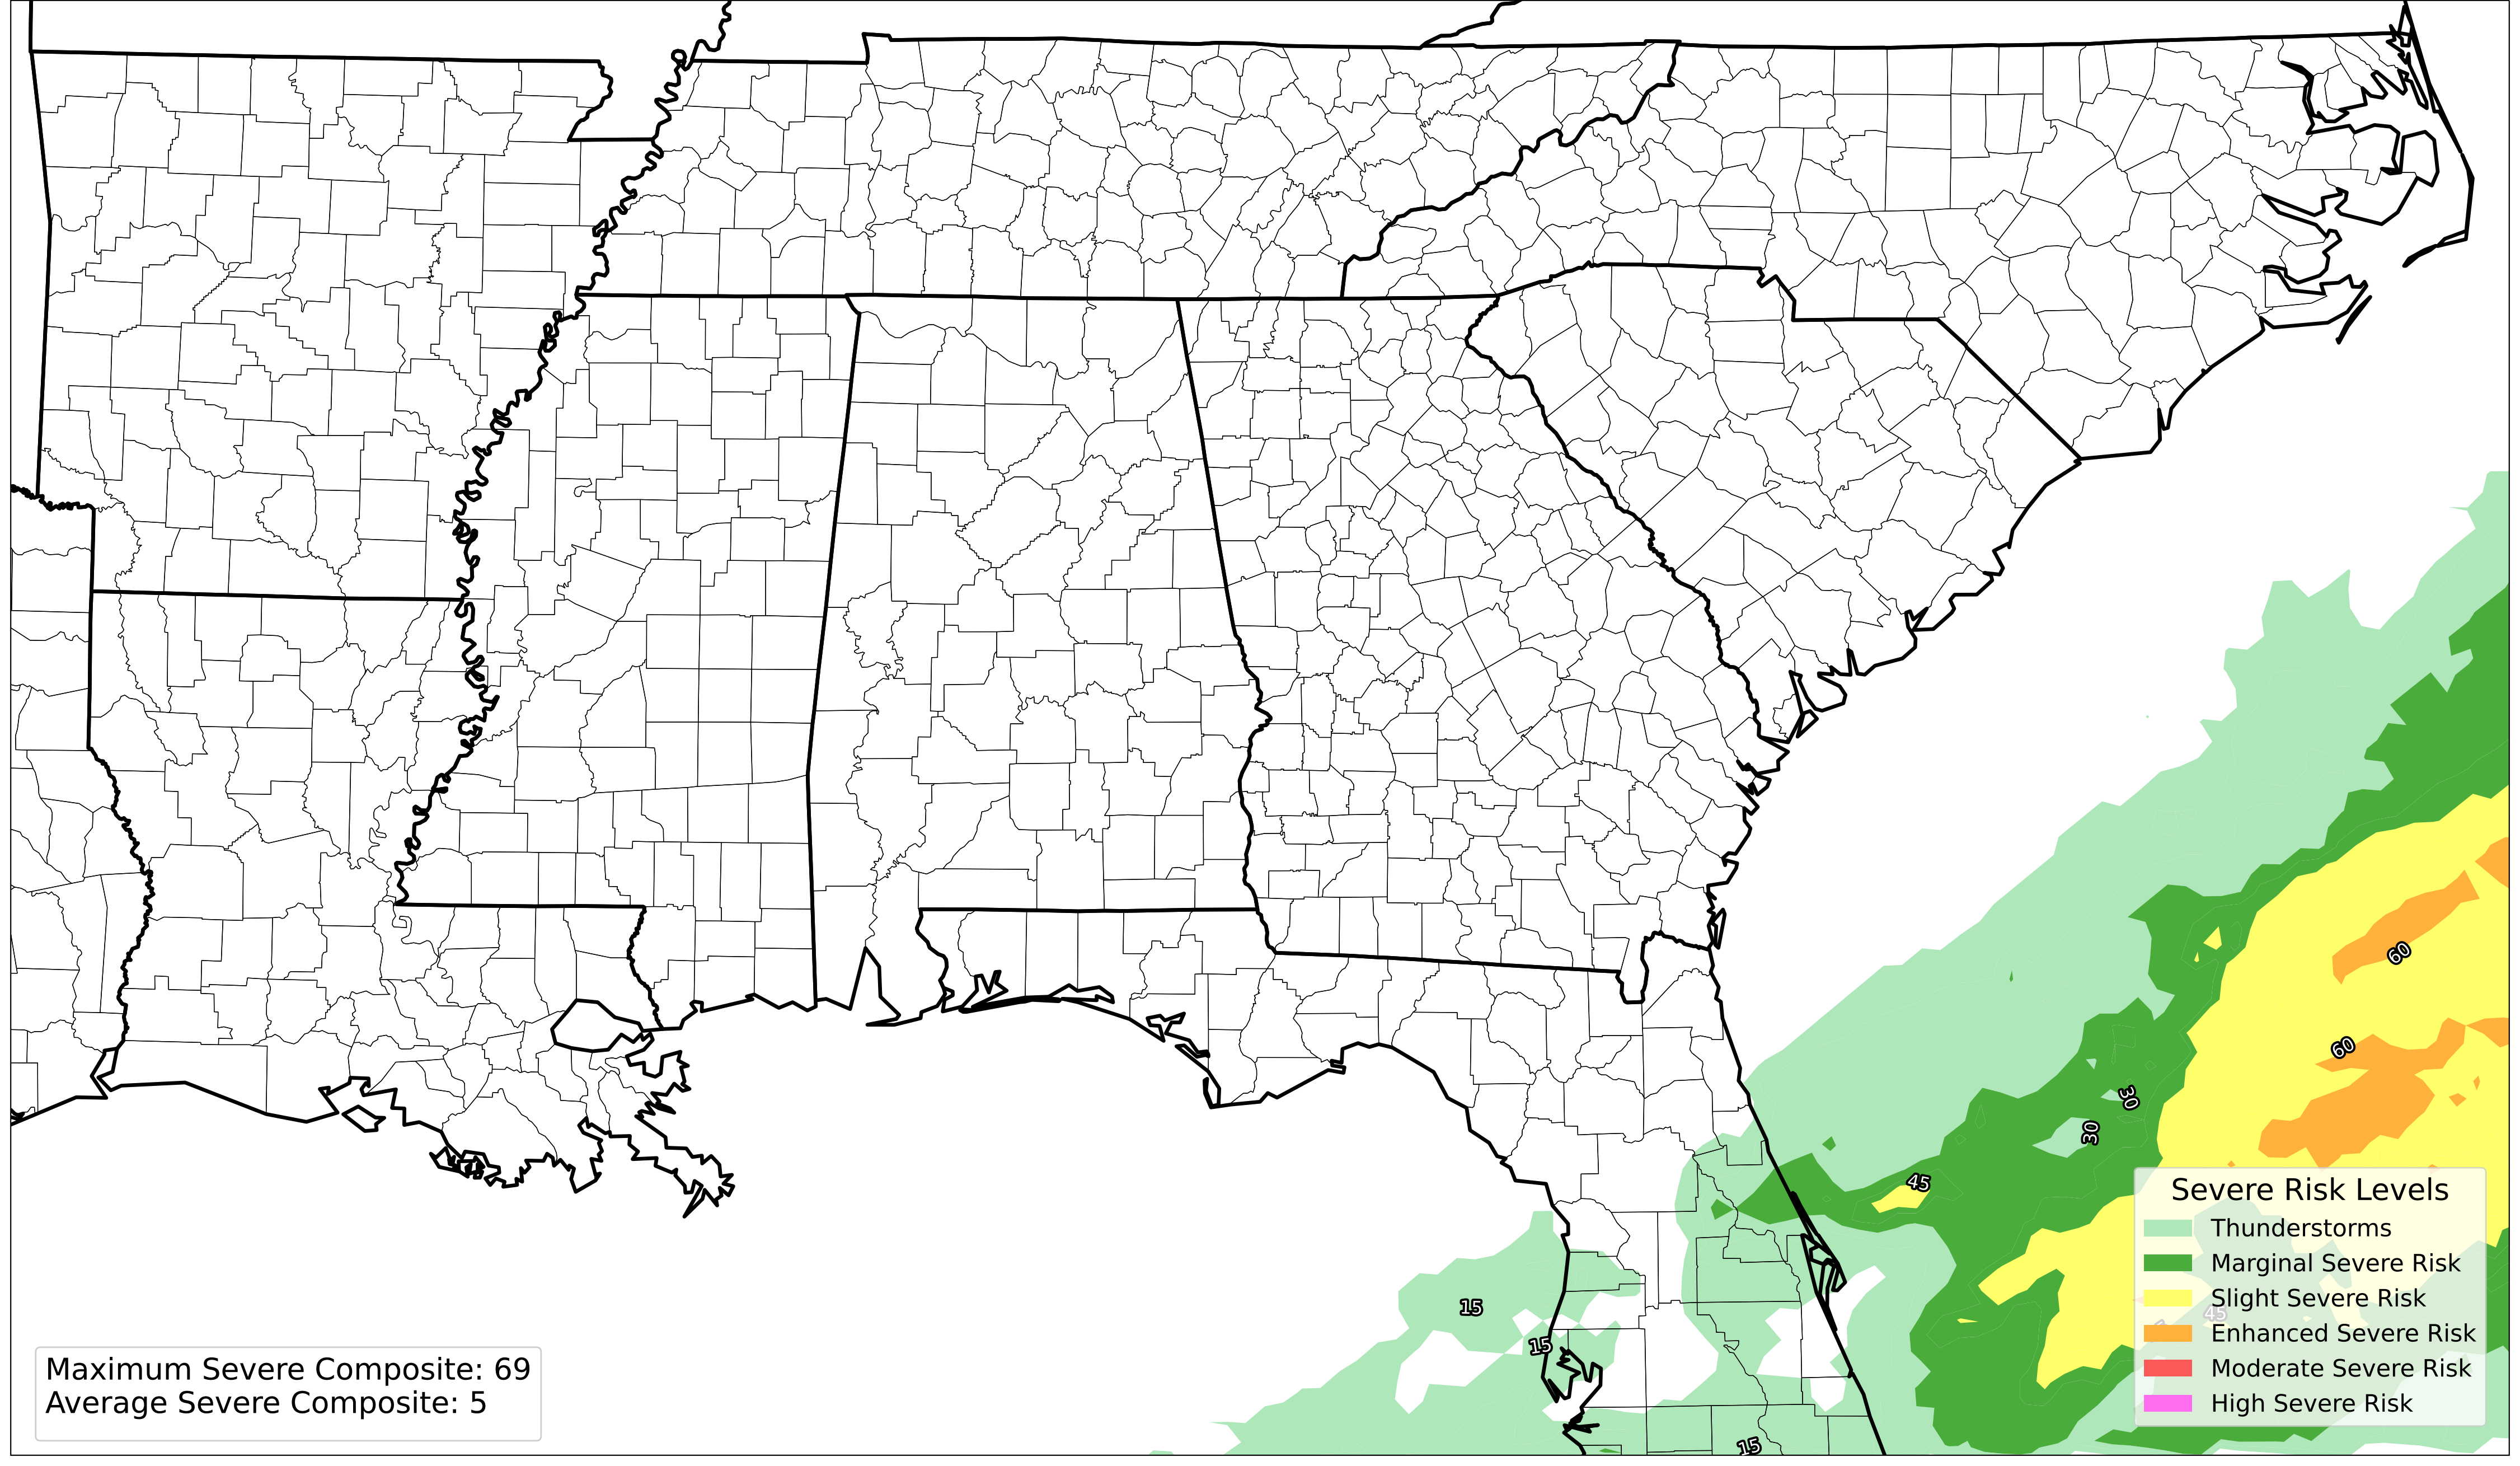 60
60
30
30
45
15
15
15
45
Severe Risk Levels
Thunderstorms
Marginal Severe Risk
Slight Severe Risk
Enhanced Severe Risk
Moderate Severe Risk
High Severe Risk
Maximum Severe Composite: 69
Average Severe Composite: 5